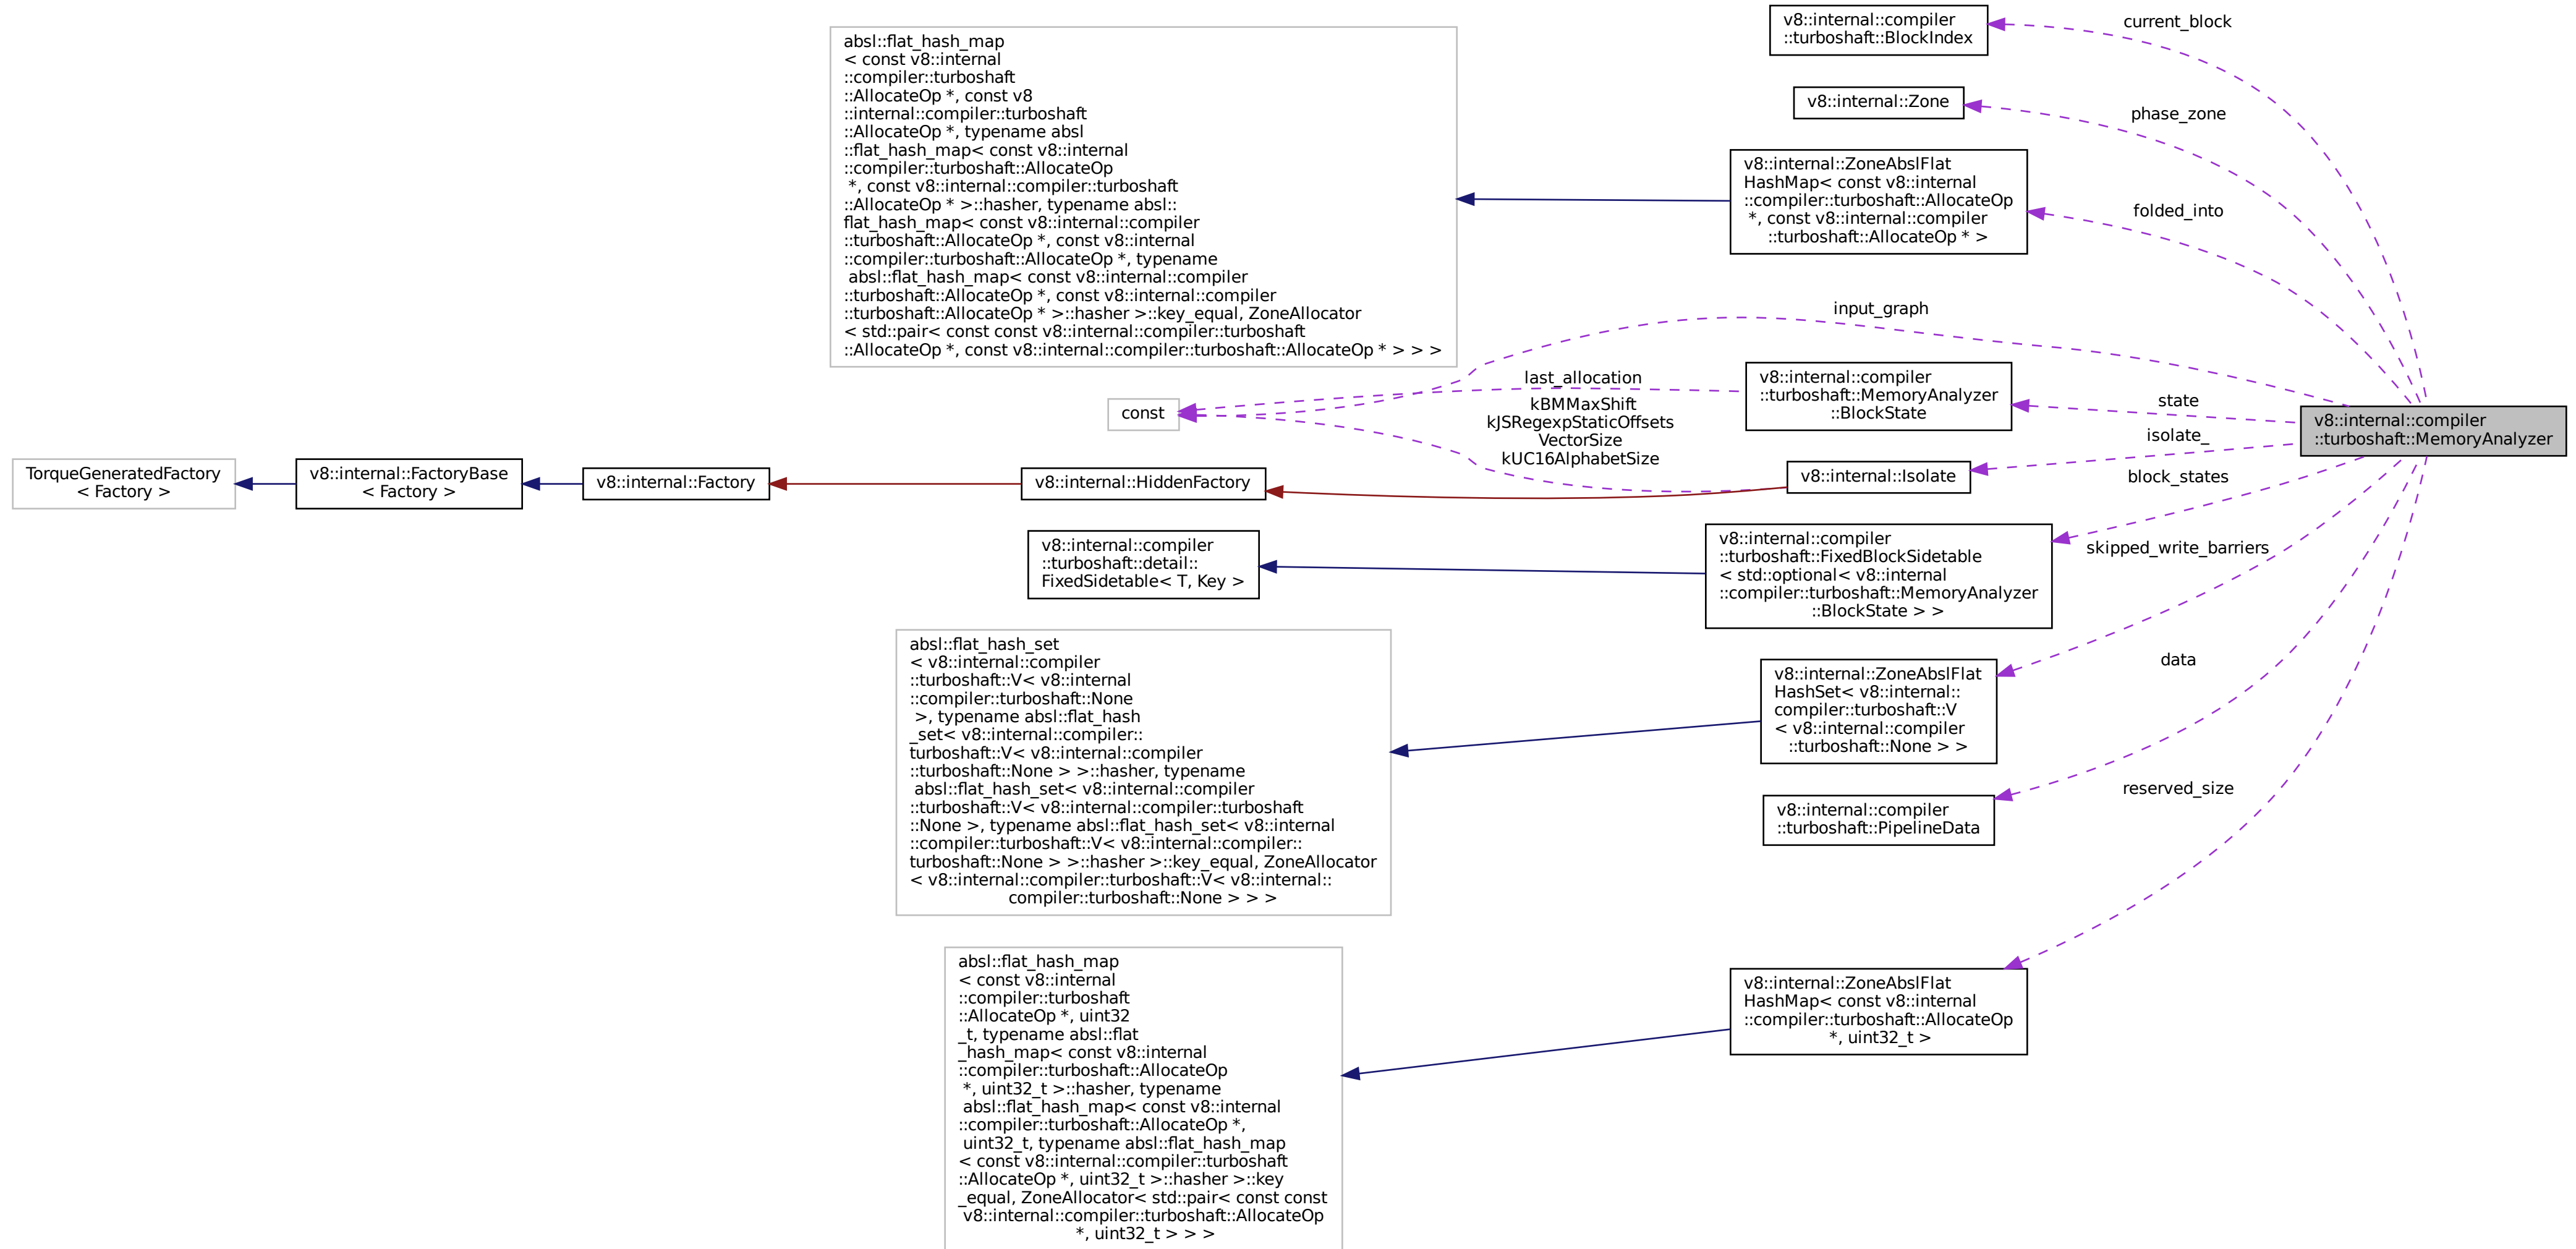 v8::internal::compiler
::turboshaft::BlockIndex
current_block
v8::internal::Zone
phase_zone
absl::flat_hash_map
< const v8::internal
::compiler::turboshaft
::AllocateOp *, const v8
::internal::compiler::turboshaft
::AllocateOp *, typename absl
::flat_hash_map< const v8::internal
::compiler::turboshaft::AllocateOp
 *, const v8::internal::compiler::turboshaft
::AllocateOp * >::hasher, typename absl::
flat_hash_map< const v8::internal::compiler
::turboshaft::AllocateOp *, const v8::internal
::compiler::turboshaft::AllocateOp *, typename
 absl::flat_hash_map< const v8::internal::compiler
::turboshaft::AllocateOp *, const v8::internal::compiler
::turboshaft::AllocateOp * >::hasher >::key_equal, ZoneAllocator
< std::pair< const const v8::internal::compiler::turboshaft
::AllocateOp *, const v8::internal::compiler::turboshaft::AllocateOp * > > >
v8::internal::ZoneAbslFlat
HashMap< const v8::internal
::compiler::turboshaft::AllocateOp
 *, const v8::internal::compiler
::turboshaft::AllocateOp * >
folded_into
input_graph
const
last_allocation
v8::internal::compiler
::turboshaft::MemoryAnalyzer
::BlockState
state
v8::internal::compiler
::turboshaft::MemoryAnalyzer
kBMMaxShift
kJSRegexpStaticOffsets
VectorSize
kUC16AlphabetSize
isolate_
TorqueGeneratedFactory
< Factory >
v8::internal::FactoryBase
< Factory >
v8::internal::Factory
v8::internal::HiddenFactory
v8::internal::Isolate
block_states
v8::internal::compiler
::turboshaft::detail::
FixedSidetable< T, Key >
v8::internal::compiler
::turboshaft::FixedBlockSidetable
< std::optional< v8::internal
::compiler::turboshaft::MemoryAnalyzer
::BlockState > >
skipped_write_barriers
absl::flat_hash_set
< v8::internal::compiler
::turboshaft::V< v8::internal
::compiler::turboshaft::None
 >, typename absl::flat_hash
_set< v8::internal::compiler::
turboshaft::V< v8::internal::compiler
::turboshaft::None > >::hasher, typename
 absl::flat_hash_set< v8::internal::compiler
::turboshaft::V< v8::internal::compiler::turboshaft
::None >, typename absl::flat_hash_set< v8::internal
::compiler::turboshaft::V< v8::internal::compiler::
turboshaft::None > >::hasher >::key_equal, ZoneAllocator
< v8::internal::compiler::turboshaft::V< v8::internal::
compiler::turboshaft::None > > >
v8::internal::ZoneAbslFlat
HashSet< v8::internal::
compiler::turboshaft::V
< v8::internal::compiler
::turboshaft::None > >
data
v8::internal::compiler
::turboshaft::PipelineData
reserved_size
absl::flat_hash_map
< const v8::internal
::compiler::turboshaft
::AllocateOp *, uint32
_t, typename absl::flat
_hash_map< const v8::internal
::compiler::turboshaft::AllocateOp
 *, uint32_t >::hasher, typename
 absl::flat_hash_map< const v8::internal
::compiler::turboshaft::AllocateOp *,
 uint32_t, typename absl::flat_hash_map
< const v8::internal::compiler::turboshaft
::AllocateOp *, uint32_t >::hasher >::key
_equal, ZoneAllocator< std::pair< const const
 v8::internal::compiler::turboshaft::AllocateOp
 *, uint32_t > > >
v8::internal::ZoneAbslFlat
HashMap< const v8::internal
::compiler::turboshaft::AllocateOp
 *, uint32_t >